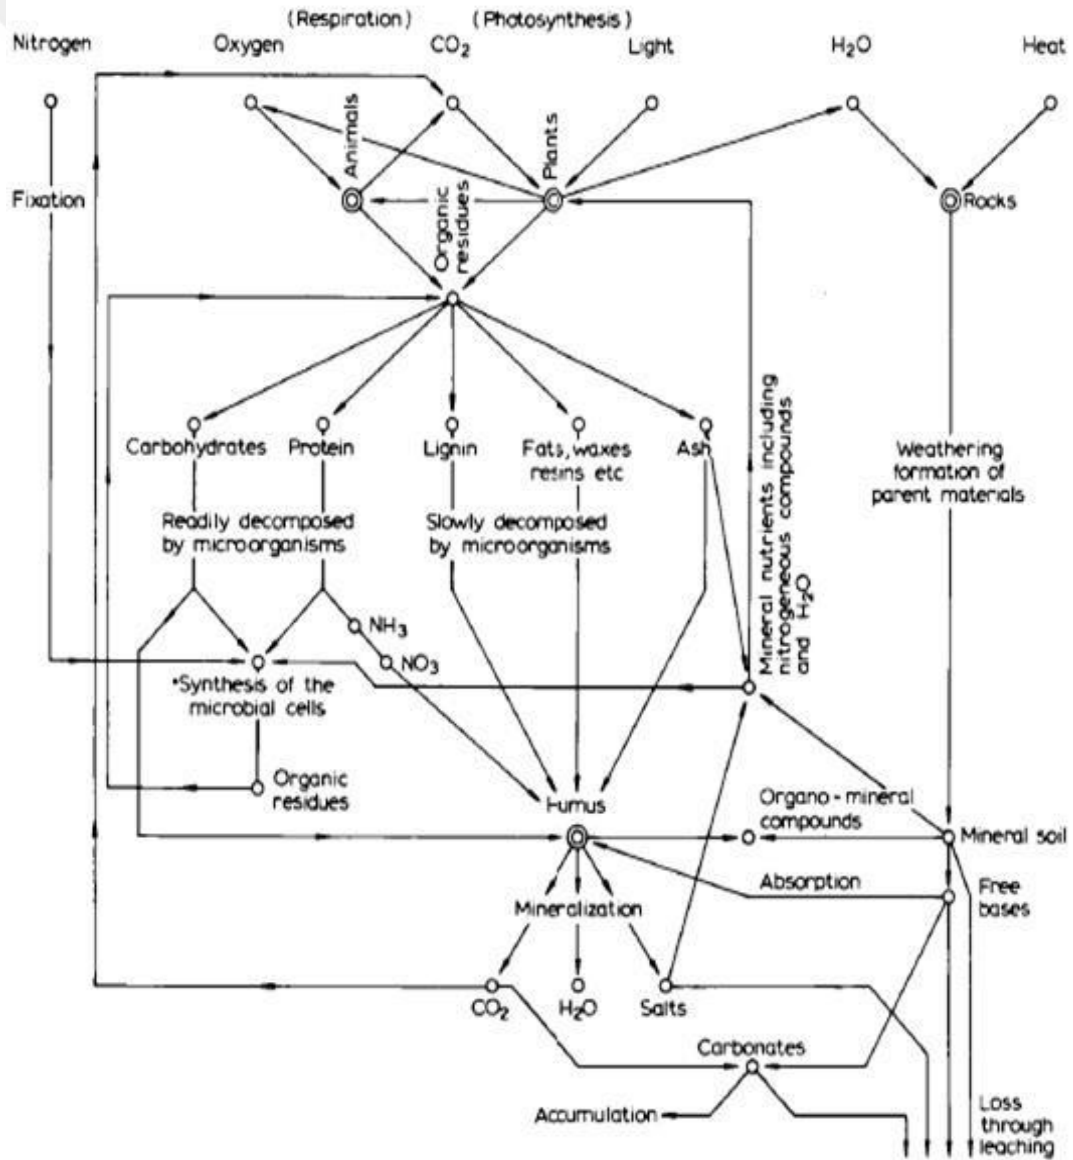 (Respiration) (Photosynthesis)
Nitrogen Oxygen CO₂ Light H₂O Heat
Animals
Plants
Fixation
Organic
residues
Rocks
Carbohydrates Protein Lignin Fats, waxes
resins etc
Ash
Mineral nutrients including
nitrogeneous compounds
and H₂O
Weathering
formation of
parent materials
Readily decomposed
by microorganisms
Slowly decomposed
by microorganisms
NH₃
NO₃
•Synthesis of the
microbial cells
Organic
residues
Humus
Organo-mineral
compounds
Mineral soil
Absorption
Free
bases
Mineralization
CO₂ H₂O Salts
Carbonates
Accumulation
Loss
through
leaching